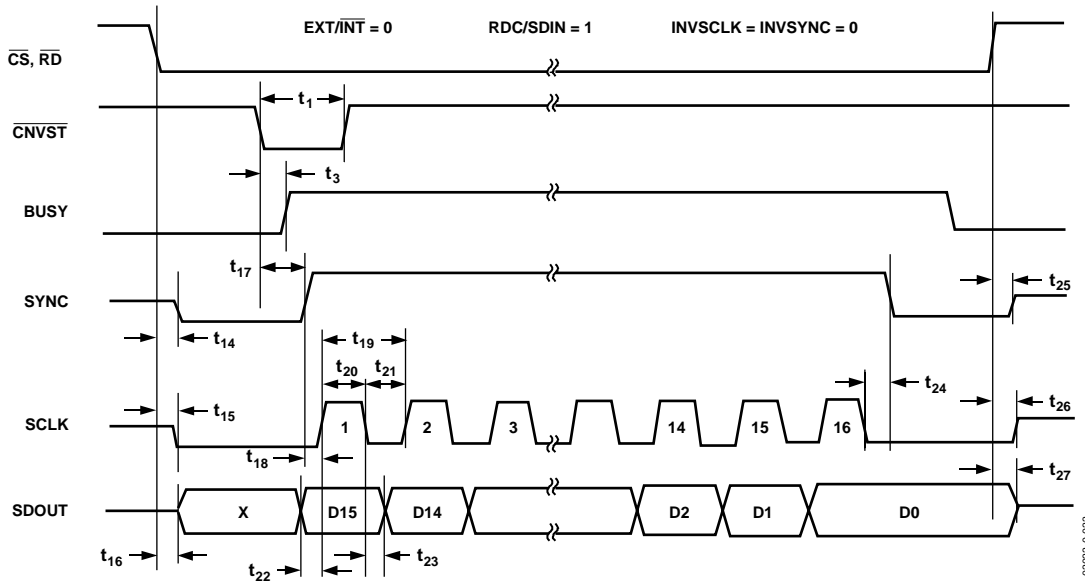 EXT/INT = 0 RDC/SDIN = 1 INVSCLK = INVSYNC = 0
CS, RD
t1
CNVST
t3
BUSY
t17
SYNC
t25
t14
t19
t20 t21
t24
t15
t26
SCLK
1 2 3 14 15 16
t18
t27
SDOUT
X D15 D14 D2 D1 D0
t16
t22
t23